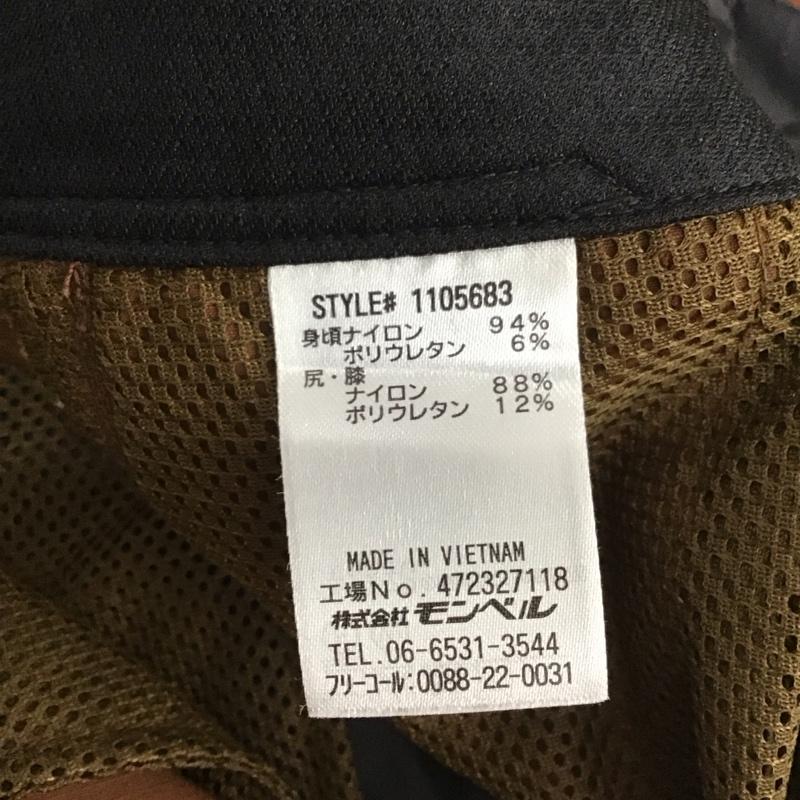 STYLE# 1105683
身頃ナイロン 94%
ポリウレタン 6%
尻・膝
ナイロン 88%
ポリウレタン 12%
MADE IN VIETNAM
工場No. 472327118
株式会社モンベル
TEL.06-6531-3544
フリーコール:0088-22-0031